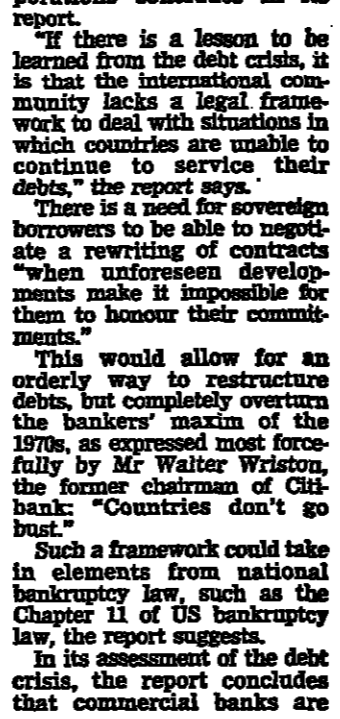 report.
"If there is a lesson to be
learned from the debt crisis, it
is that the international com-
munity lacks a legal frame-
work to deal with situations in
which countries are unable to
continue to service their
debts," the report says.
There is a need for sovereign
borrowers to be able to negoti-
ate a rewriting of contracts
"when unforeseen develop-
ments make it impossible for
them to honour their commit-
ments."
This would allow for an
orderly way to restructure
debts, but completely overturn
the bankers' maxim of the
1970s, as expressed most force-
fully by Mr Walter Wriston,
the former chairman of Citi-
bank: "Countries don't go
bust."
Such a framework could take
in elements from national
bankruptcy law, such as the
Chapter 11 of US bankruptcy
law, the report suggests.
In its assessment of the debt
crisis, the report concludes
that commercial banks are